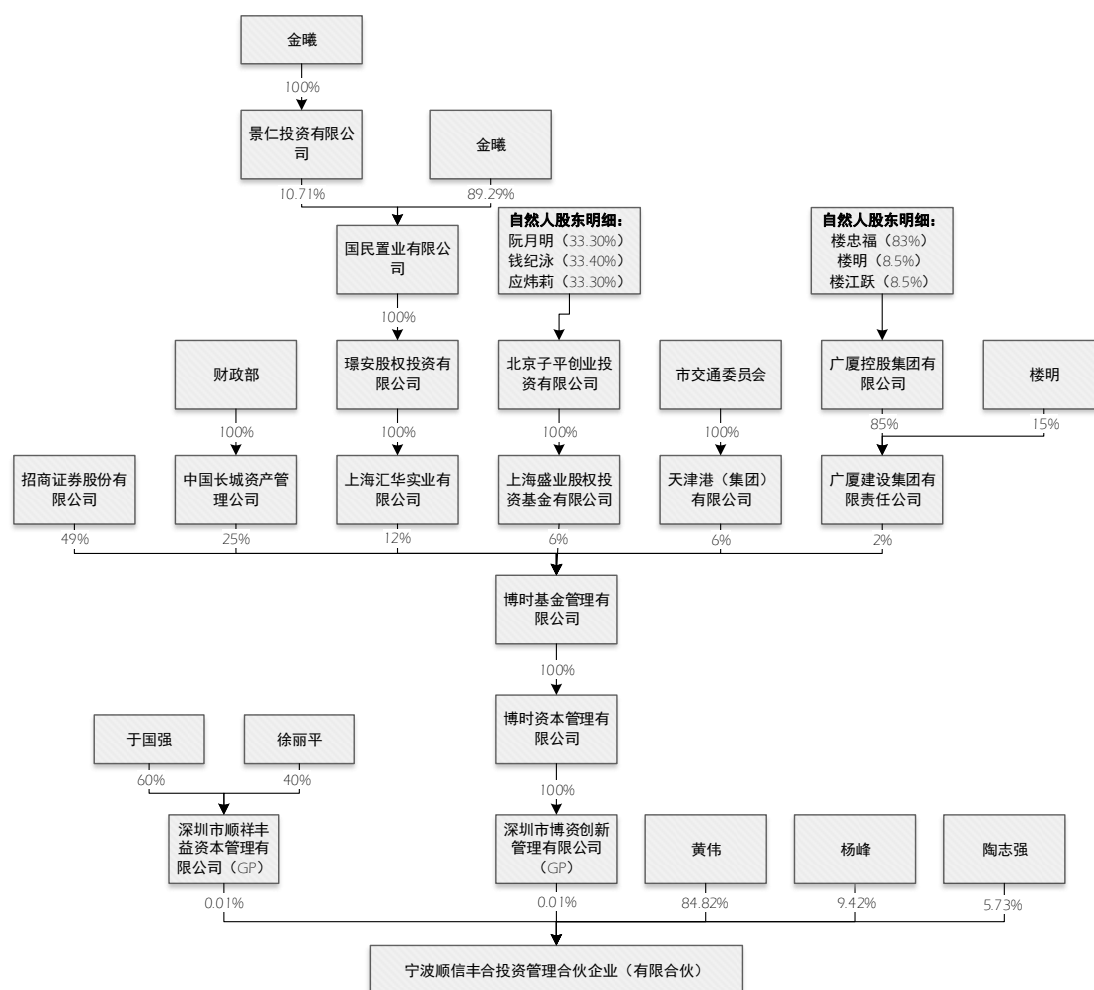 金曦
100%
景仁投资有限公
司
金曦
10.71%
89.29%
国民置业有限公
司
自然人股东明细：
阮月明（33.30%）
钱纪泳（33.40%）
应炜莉（33.30%）
自然人股东明细：
楼忠福（83%）
楼明（8.5%）
楼江跃（8.5%）
100%
财政部
璟安股权投资有
限公司
北京子平创业投
资有限公司
市交通委员会
广厦控股集团有
限公司
楼明
100%
100%
100%
100%
85%
15%
招商证券股份有
限公司
中国长城资产管
理公司
上海汇华实业有
限公司
上海盛业股权投
资基金有限公司
天津港（集团）
有限公司
广厦建设集团有
限责任公司
49%
25%
12%
6%
6%
2%
博时基金管理有
限公司
100%
博时资本管理有
限公司
于国强
徐丽平
60%
40%
100%
深圳市顺祥丰
益资本管理有
限公司（GP）
深圳市博资创新
管理有限公司
（GP）
黄伟
杨峰
陶志强
0.01%
0.01%
84.82%
9.42%
5.73%
宁波顺信丰合投资管理合伙企业（有限合伙）